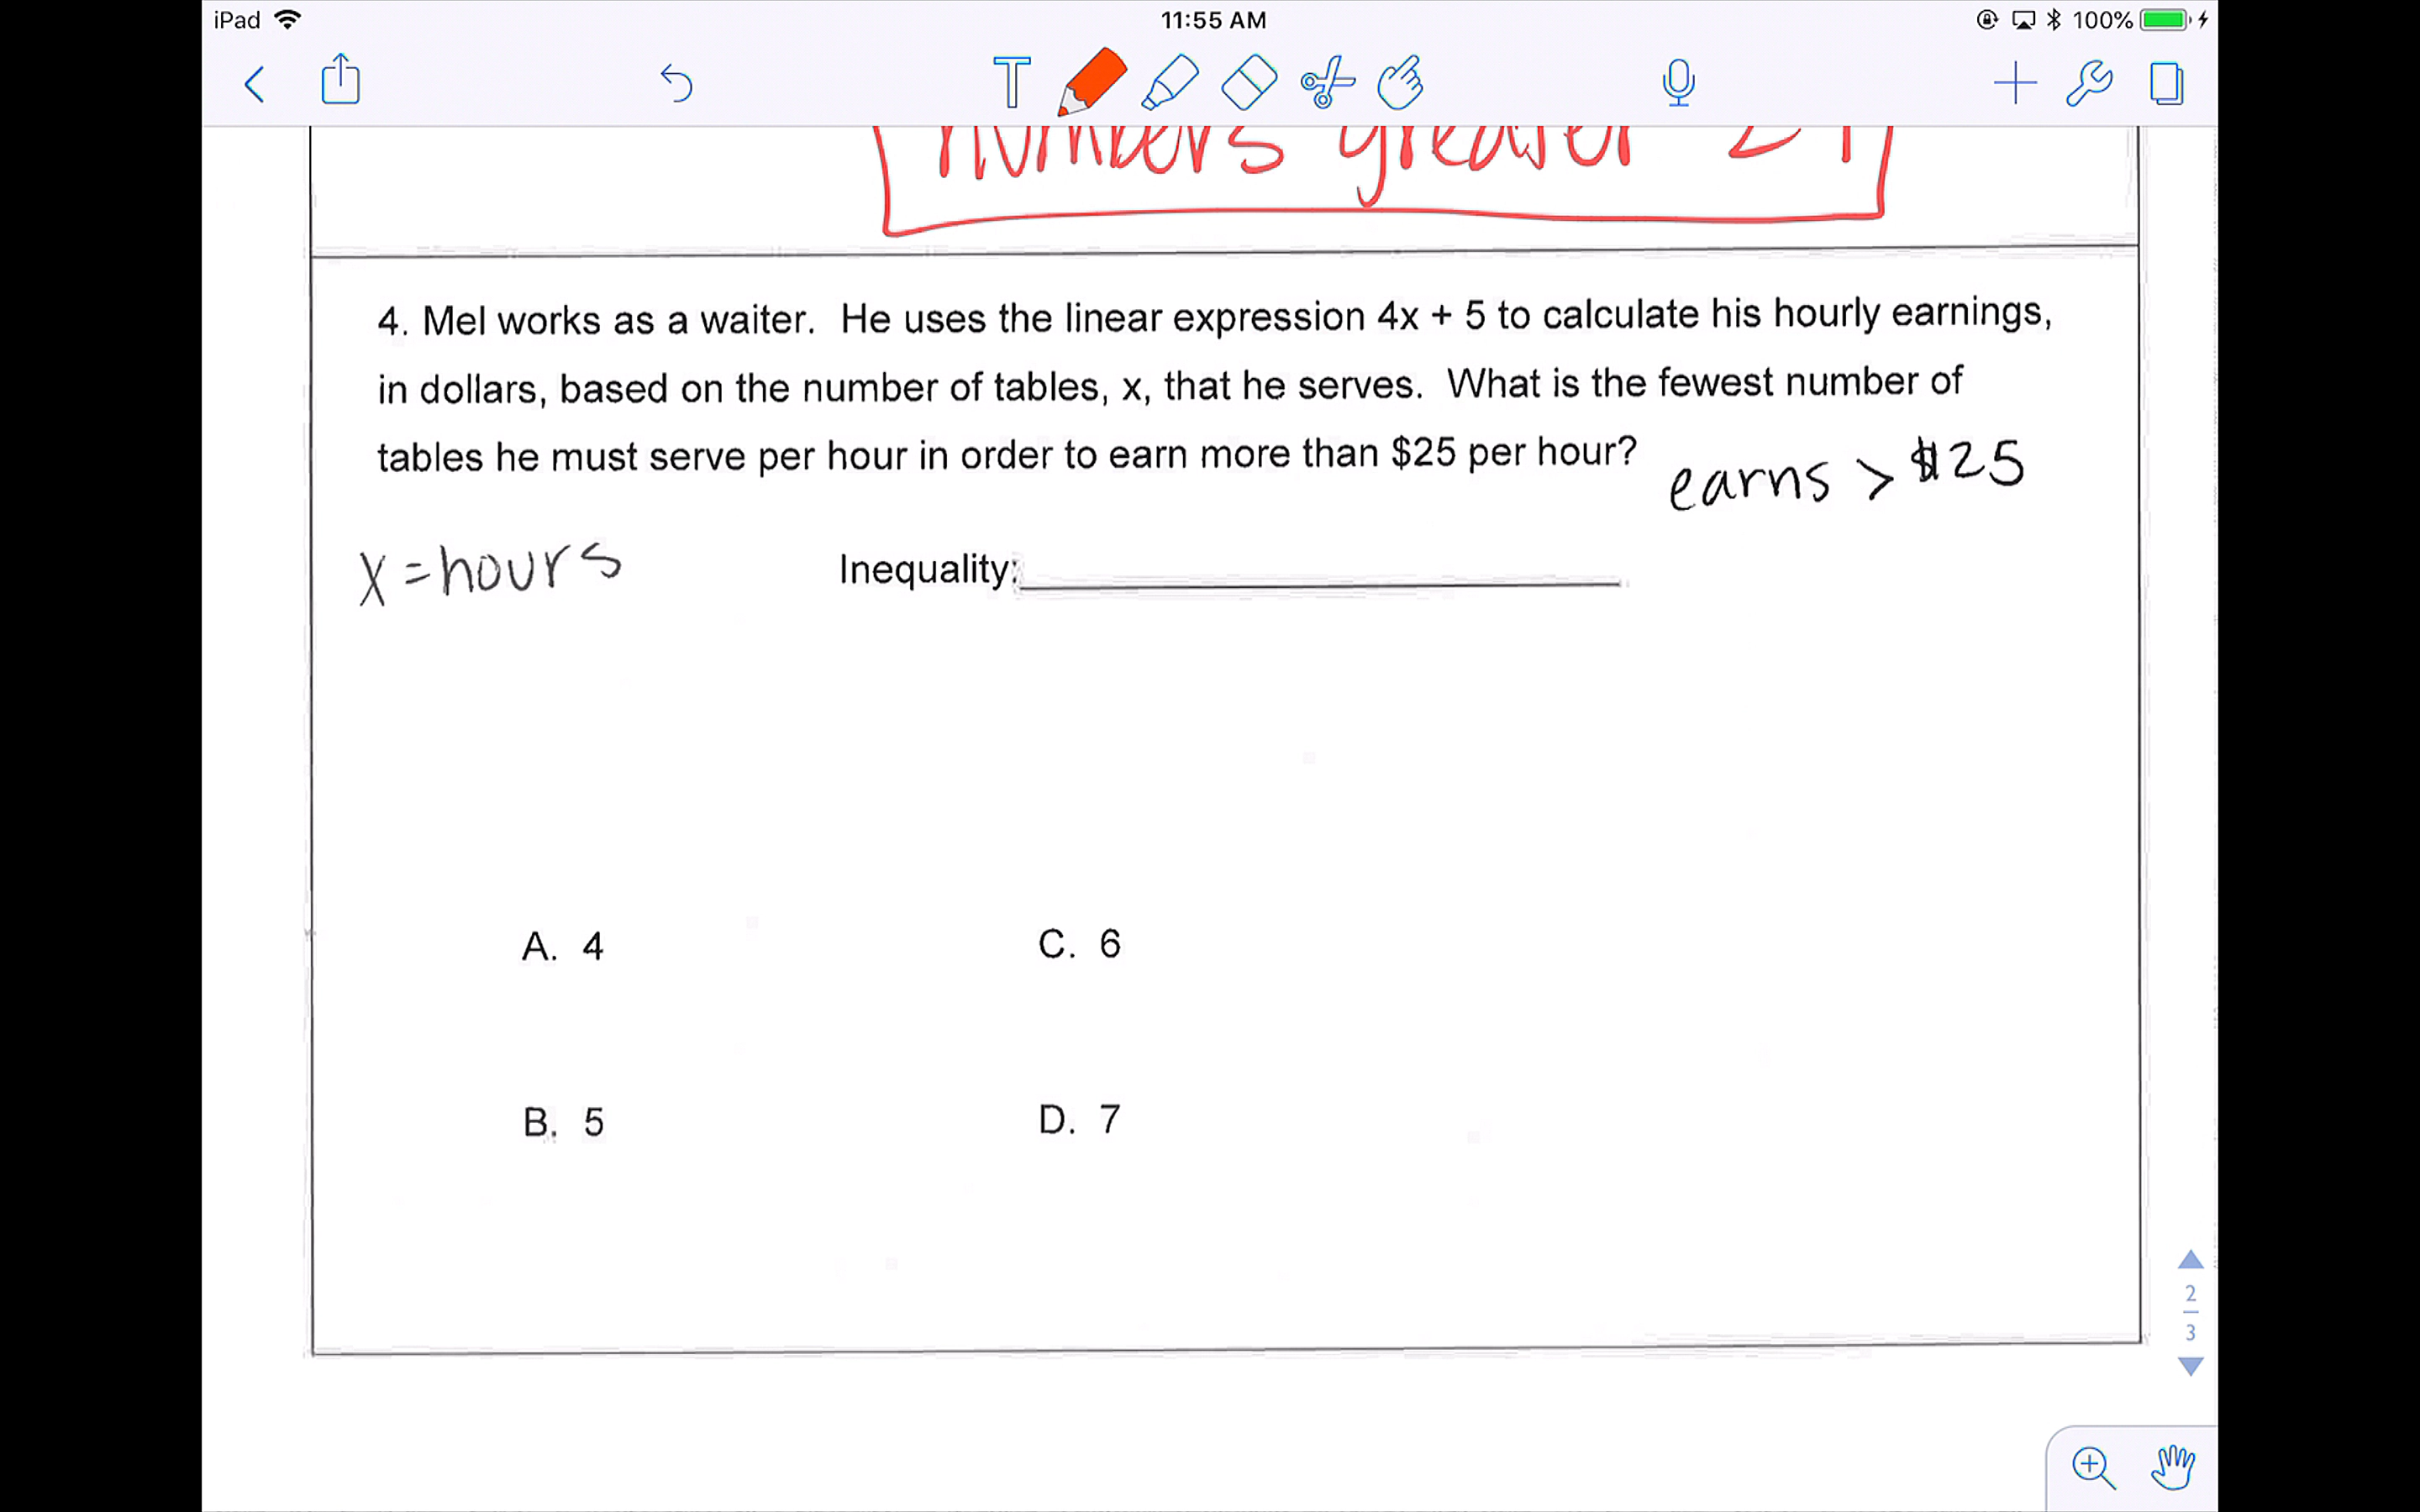 iPad
11:55 AM
100%
T
numbers greater
4. Mel works as a waiter. He uses the linear expression 4x + 5 to calculate his hourly earnings,
in dollars, based on the number of tables, x, that he serves. What is the fewest number of
tables he must serve per hour in order to earn more than $25 per hour?
earns > $25
X = hours
Inequality:
A. 4
C. 6
B. 5
D. 7
2
3